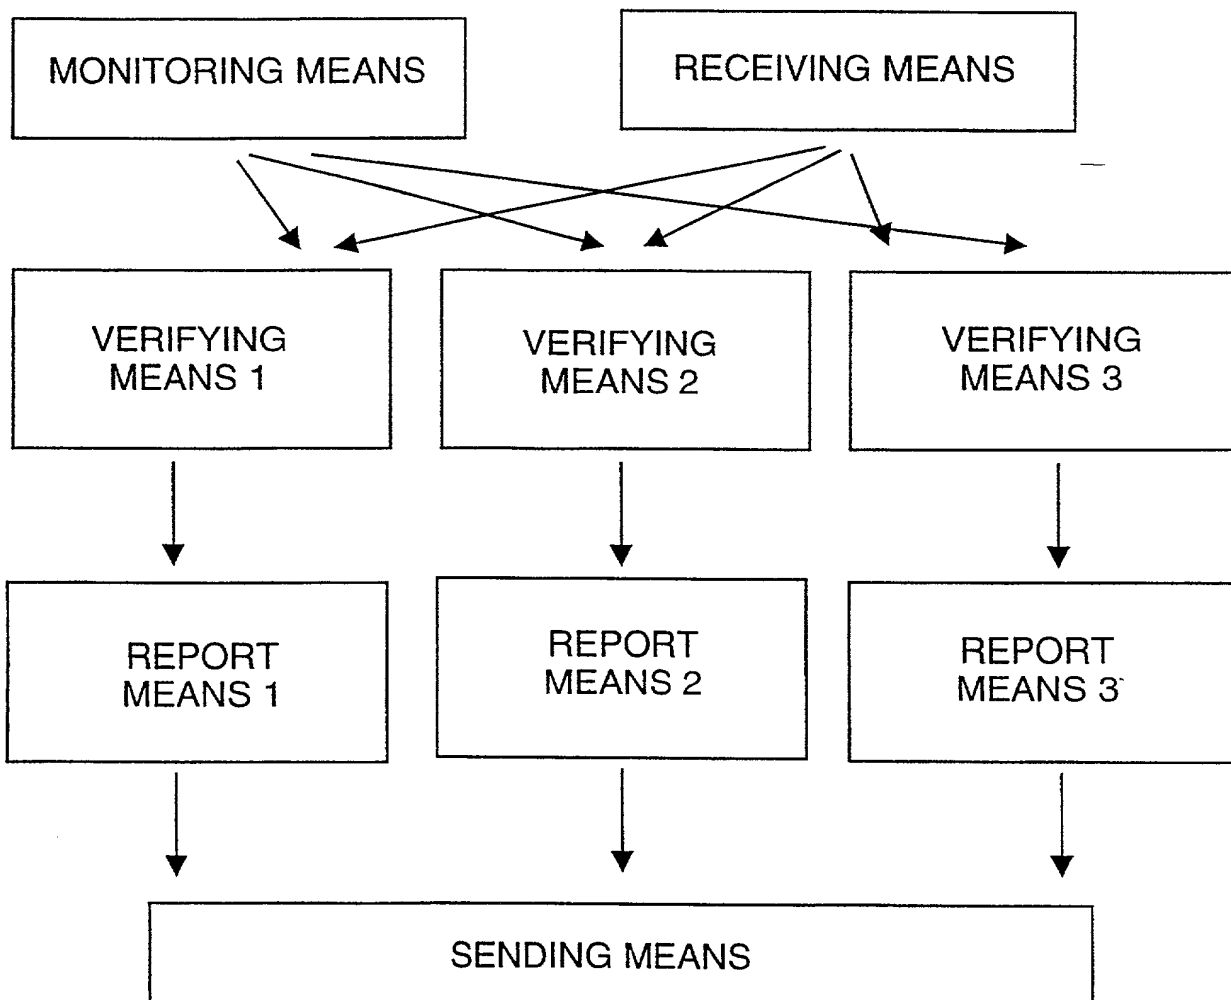 MONITORING MEANS
RECEIVING MEANS
VERIFYING
MEANS 1
VERIFYING
MEANS 2
VERIFYING
MEANS 3
REPORT
MEANS 1
REPORT
MEANS 2
REPORT
MEANS 3
SENDING MEANS